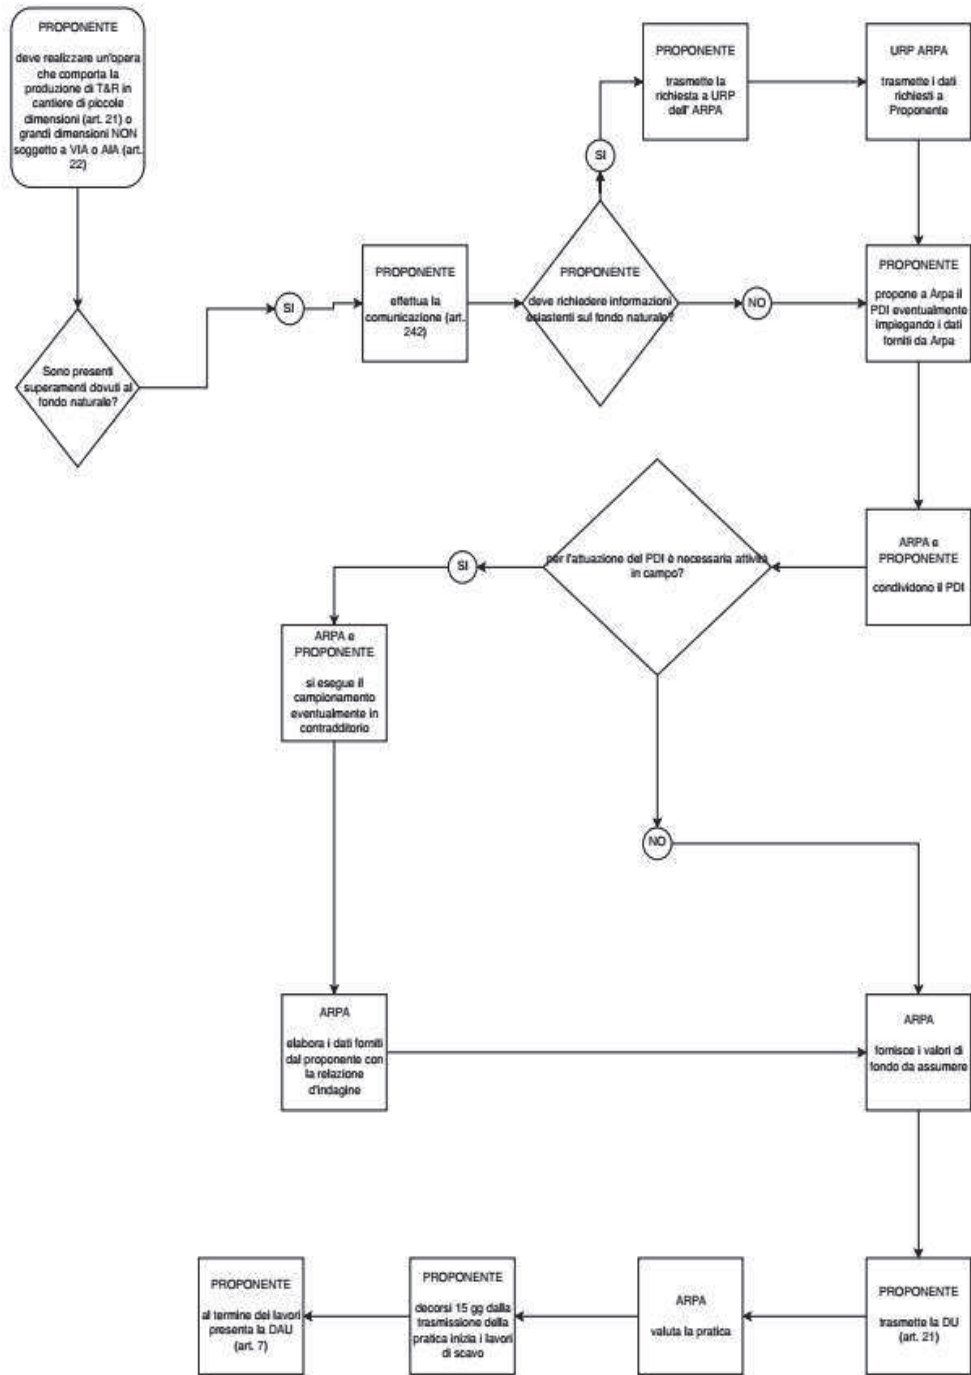 PROPONENTE
deve realizzare un'opera
che comporta la
produzione di T&R in
cantiere di piccole
dimensioni (art. 21) o
grandi dimensioni NON
soggetto a VIA o AIA (art.
22)
Sono presenti
superamenti dovuti al
fondo naturale?
SI
PROPONENTE
effettua la
comunicazione (art.
242)
PROPONENTE
deve richiedere informazioni
esiastenti sul fondo naturale?
SI
PROPONENTE
trasmette la
richiesta a URP
dell' ARPA
URP ARPA
trasmette i dati
richiesti a
Proponente
NO
PROPONENTE
propone a Arpa il
PDI eventualmente
impiegando i dati
forniti da Arpa
ARPA e
PROPONENTE
condividono il PDI
per l'attuazione del PDI è necessaria attività
in campo?
SI
ARPA e
PROPONENTE
si esegue il
campionamento
eventualmente in
contradditorio
NO
ARPA
elabora i dati forniti
dal proponente con
la relazione
d'indagine
ARPA
fornisce i valori di
fondo da assumere
PROPONENTE
trasmette la DU
(art. 21)
ARPA
valuta la pratica
PROPONENTE
decorsi 15 gg dalla
trasmissione della
pratica inizia i lavori
di scavo
PROPONENTE
al termine dei lavori
presenta la DAU
(art. 7)